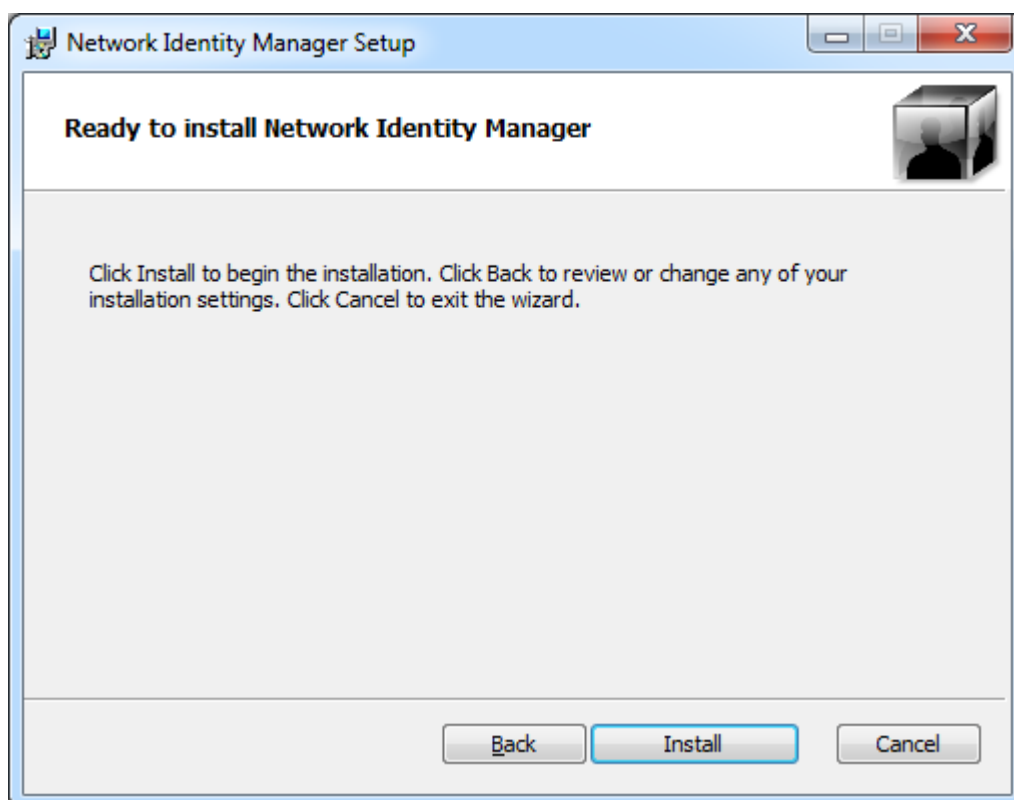 Network Identity Manager Setup
Ready to install Network Identity Manager
Click Install to begin the installation. Click Back to review or change any of your
installation settings. Click Cancel to exit the wizard.
Back Install Cancel